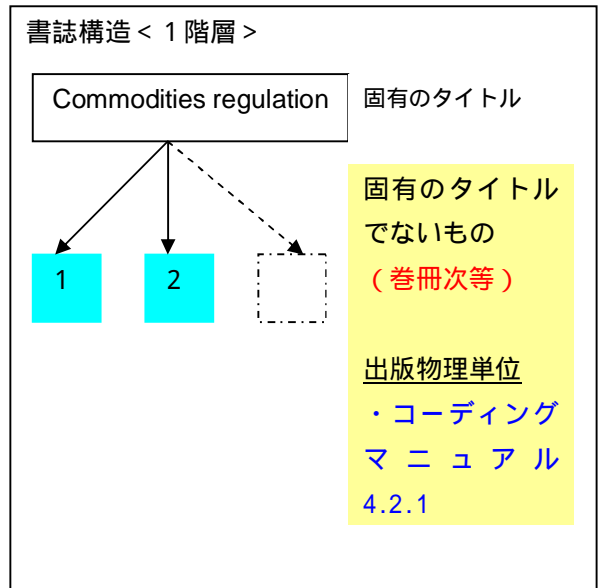 書誌構造<1階層>
Commodities regulation
固有のタイトル
固有のタイトル
でないもの
(巻冊次等)
1
2
出版物理単位
・コーディング
マニュアル
4.2.1